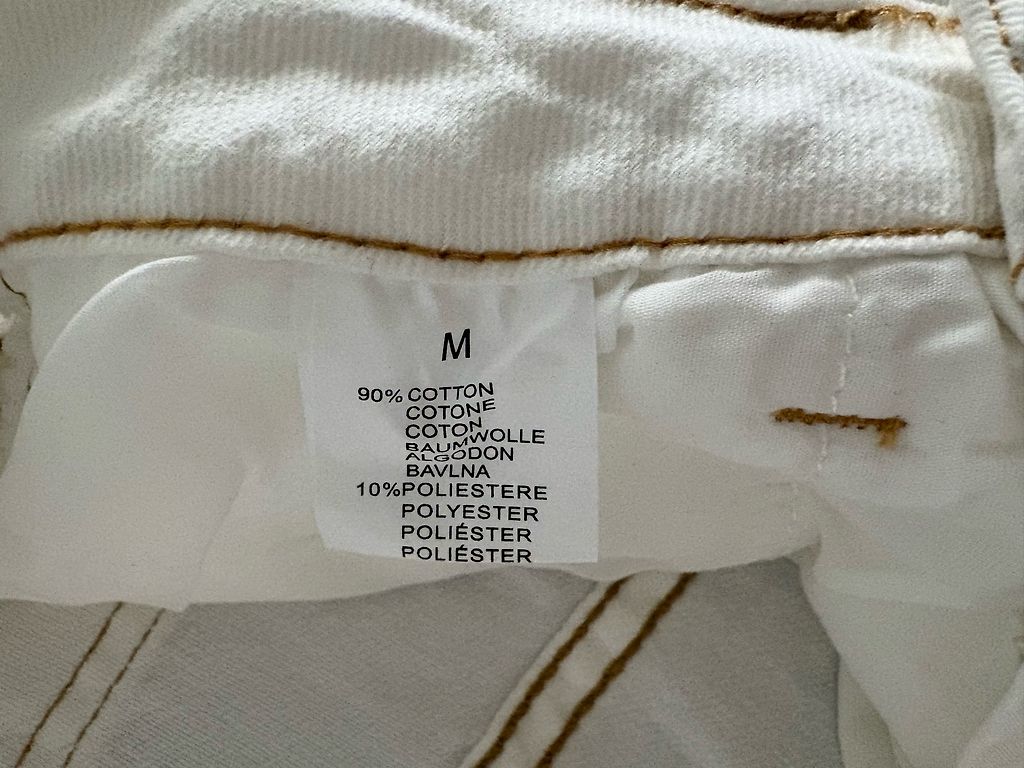 M
90% COTTON
COTONE
COTON
BAUMWOLLE
ALGODON
BAVLNA
10%POLIESTERE
POLYESTER
POLIÉSTER
POLIÉSTER